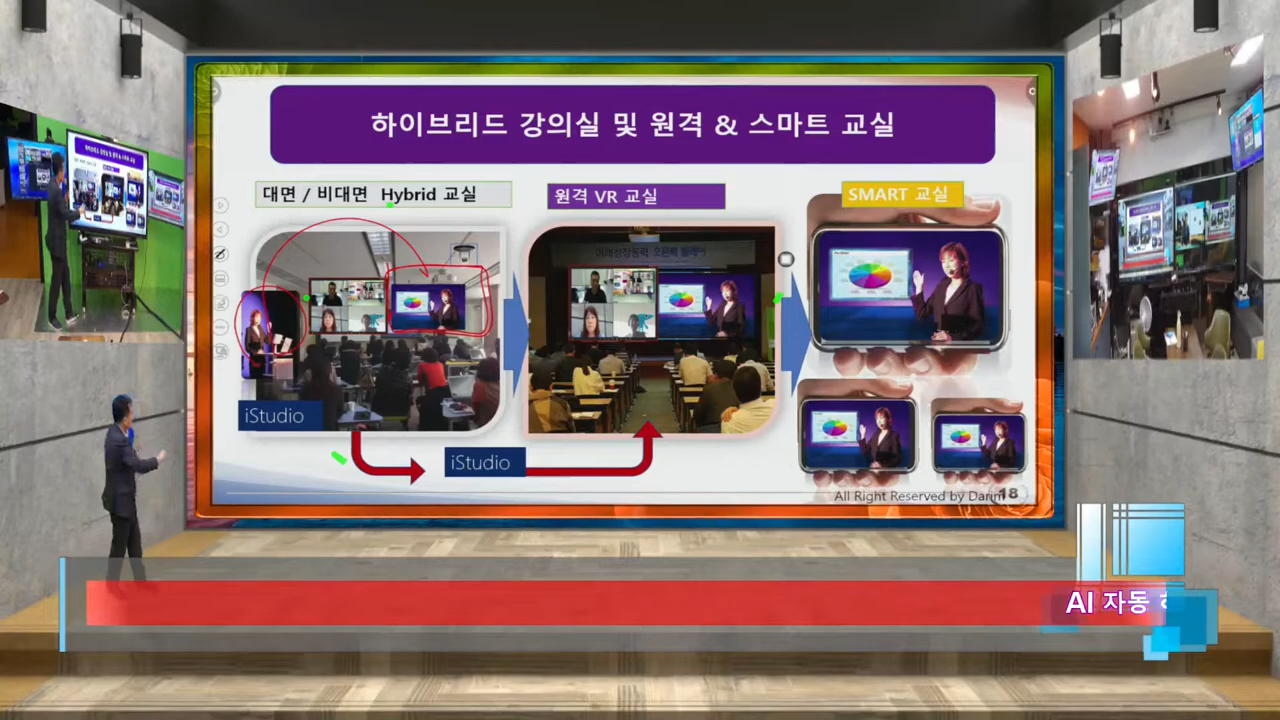 하이브리드 강의실 및 원격 & 스마트 교실
대면 / 비대면 Hybrid 교실
원격 VR 교실
SMART 교실
iStudio
iStudio
All Right Reserved by Darim
18
AI 자동